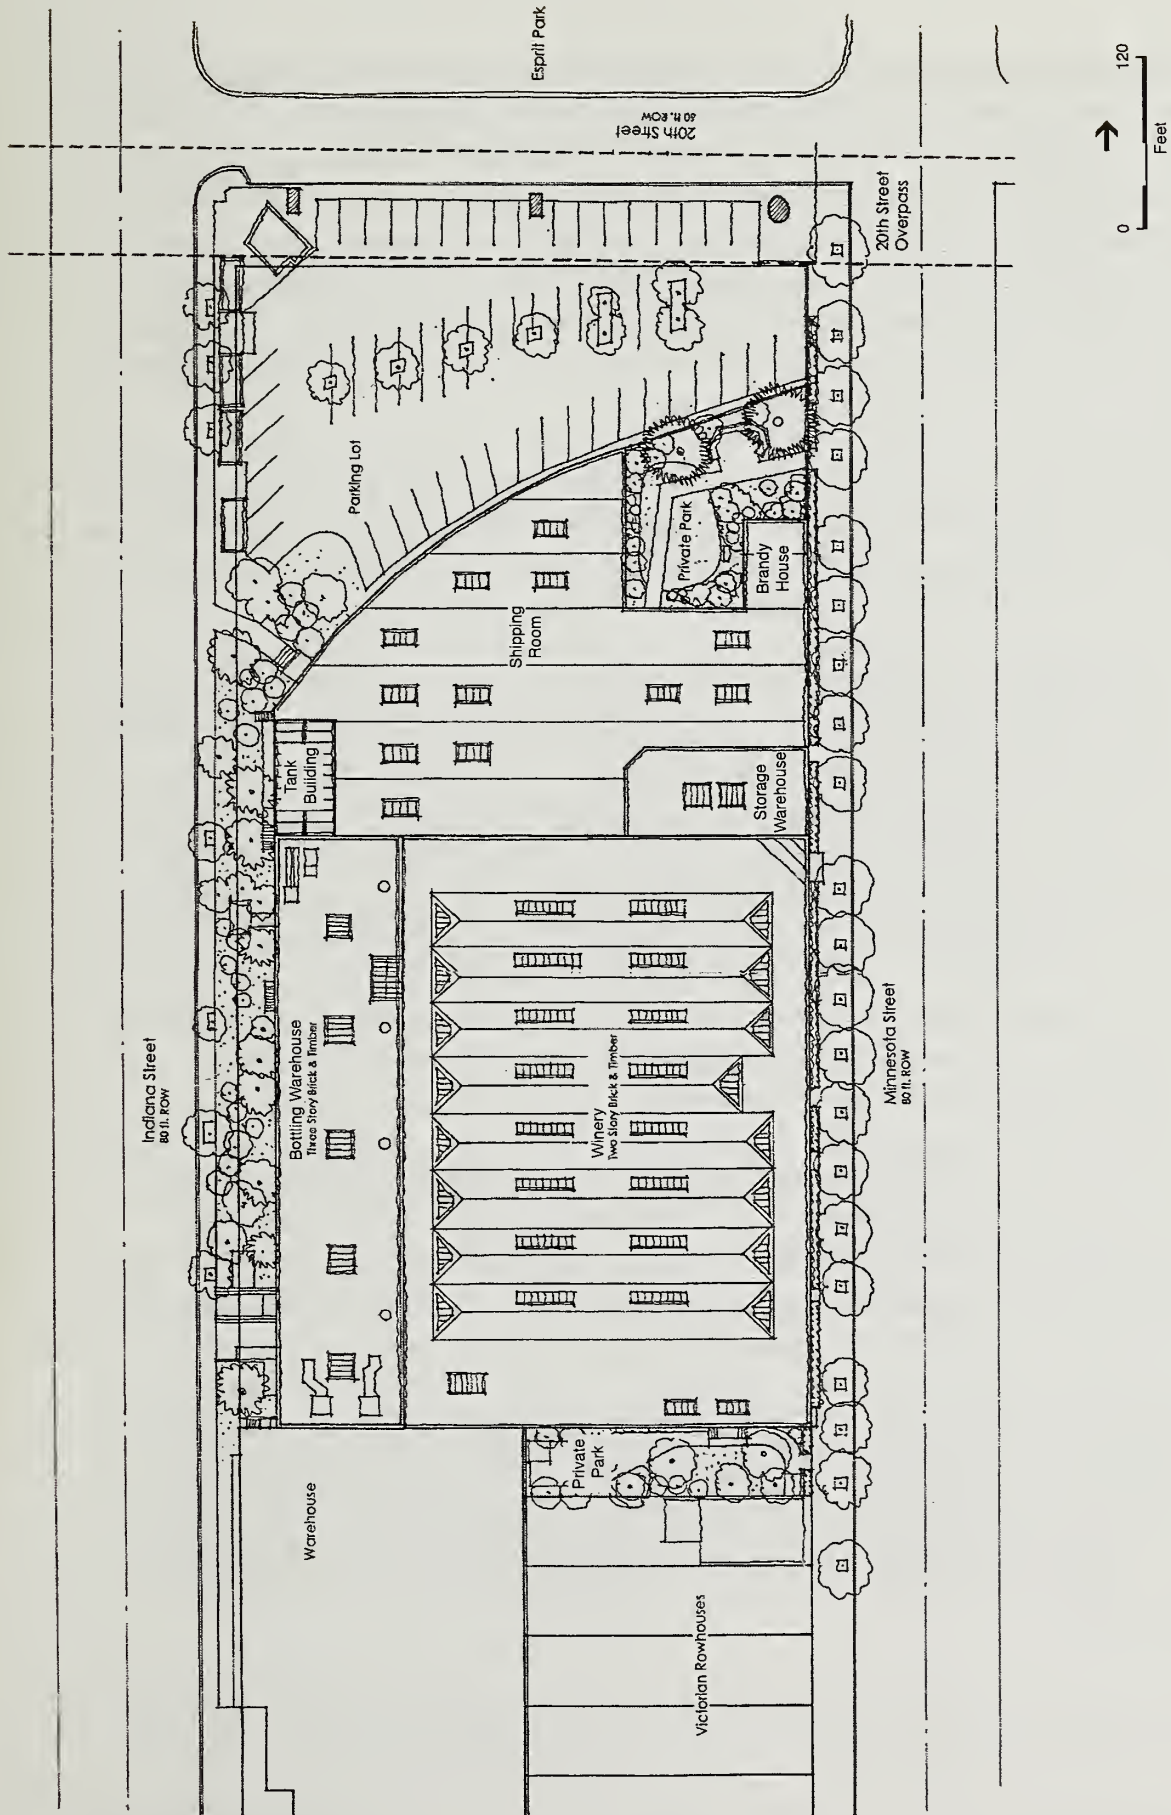 Esprit Park
20th Street
60 ft. ROW
20th Street
Overpass
0
120
Feet
Parking Lot
Private Park
Brandy
House
Shipping
Room
Tank
Building
Storage
Warehouse
Indiana Street
80 ft. ROW
Bottling Warehouse
Three Story Brick & Timber
Winery
Two Story Brick & Timber
Minnesota Street
80 ft. ROW
Private
Park
Warehouse
Victorian Rowhouses